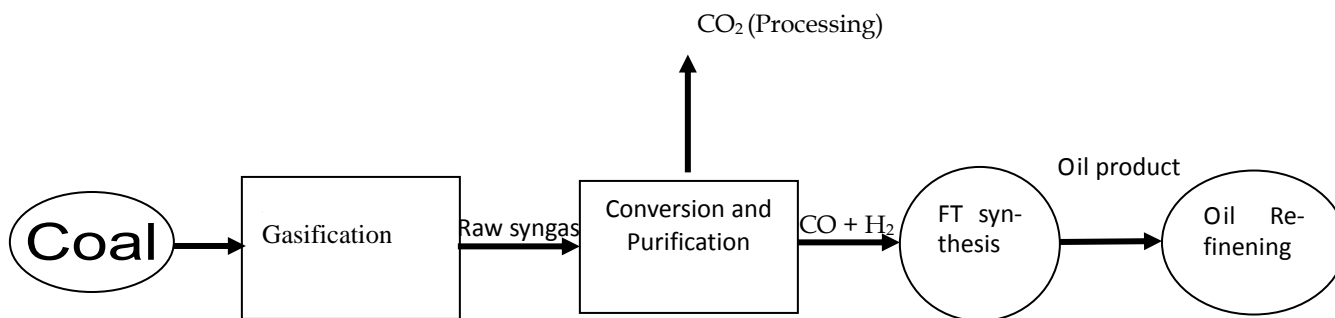 CO₂ (Processing)
Oil product
Coal
Gasification
Raw syngas
Conversion and
Purification
CO + H₂
FT syn-
thesis
Oil Re-
finening